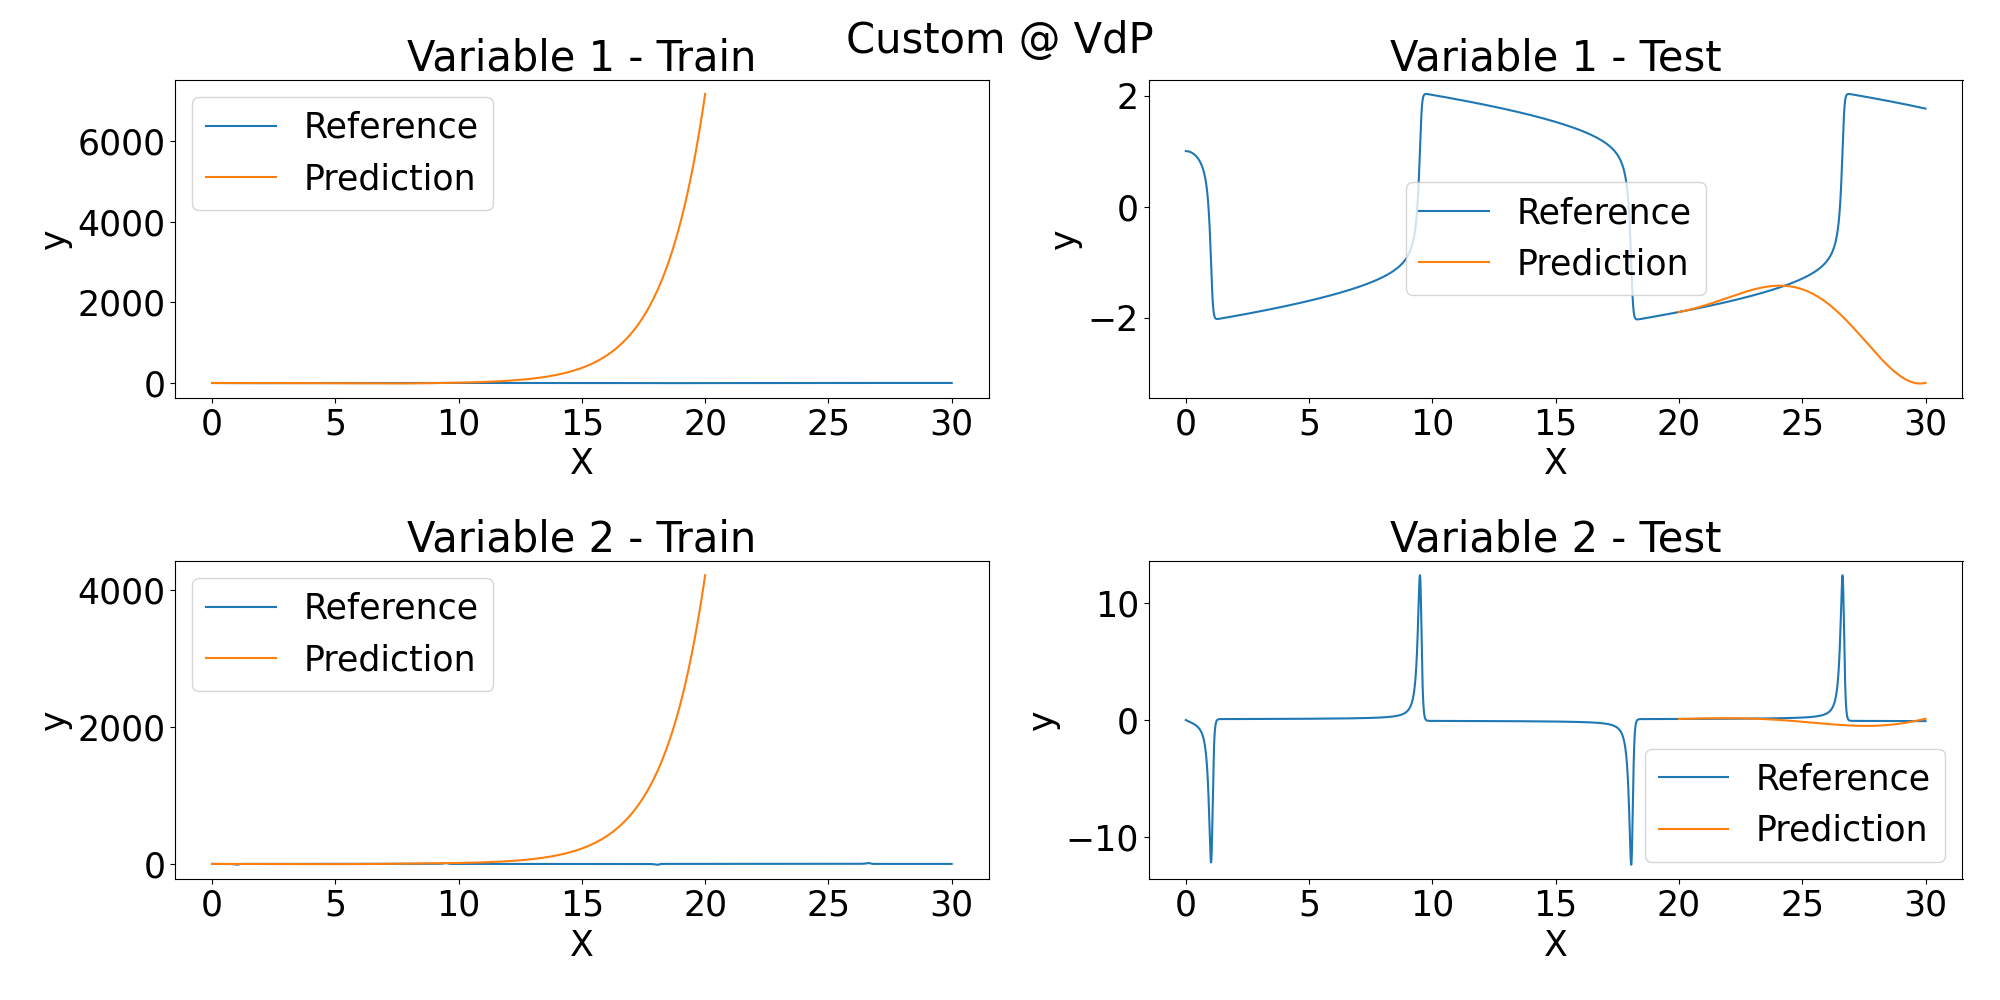 Custom @ VdP
Variable 1 - Train
Reference
Prediction
y
6000
4000
2000
0
0 5 10 15 20 25 30
X
Variable 1 - Test
Reference
Prediction
y
2
0
−2
0 5 10 15 20 25 30
X
Variable 2 - Train
Reference
Prediction
y
4000
2000
0
0 5 10 15 20 25 30
X
Variable 2 - Test
Reference
Prediction
y
10
0
−10
0 5 10 15 20 25 30
X